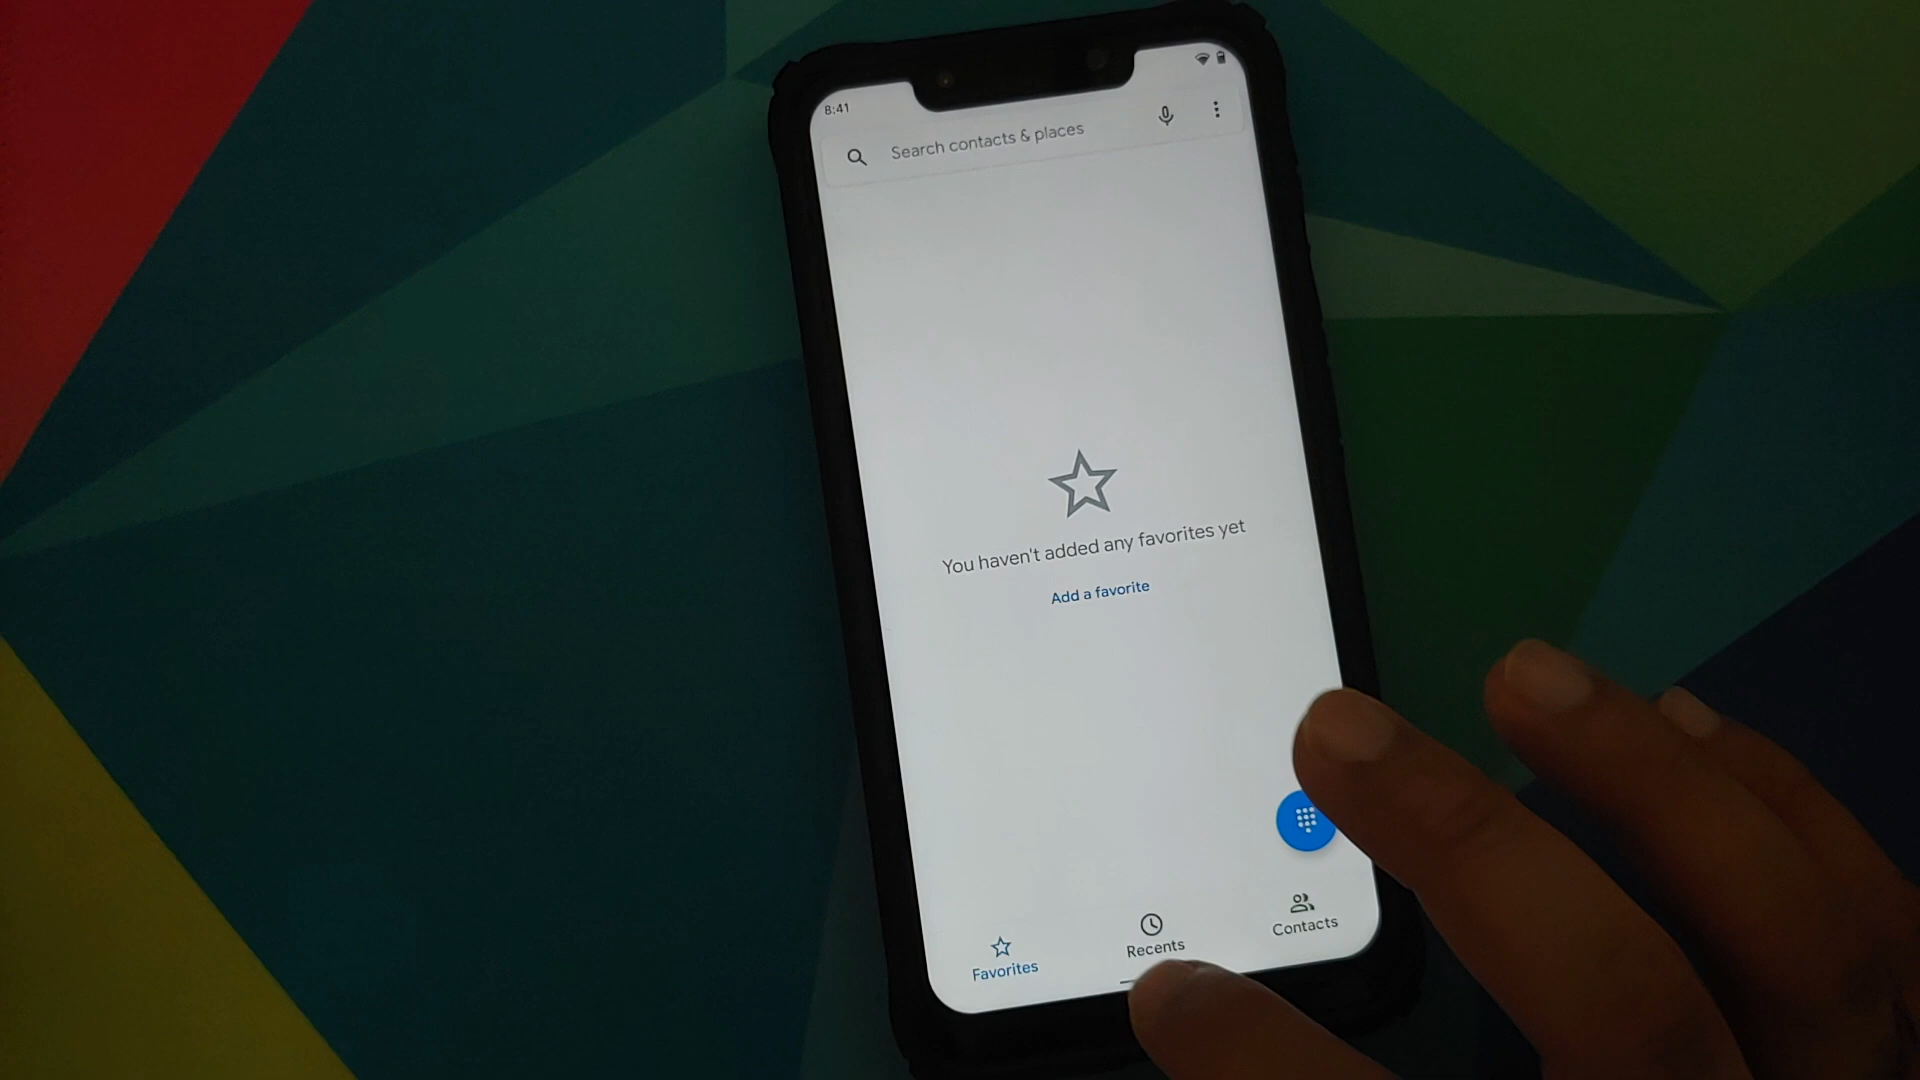 8:41
Search contacts & places
You haven't added any favorites yet
Add a favorite
Favorites
Recents
Contacts